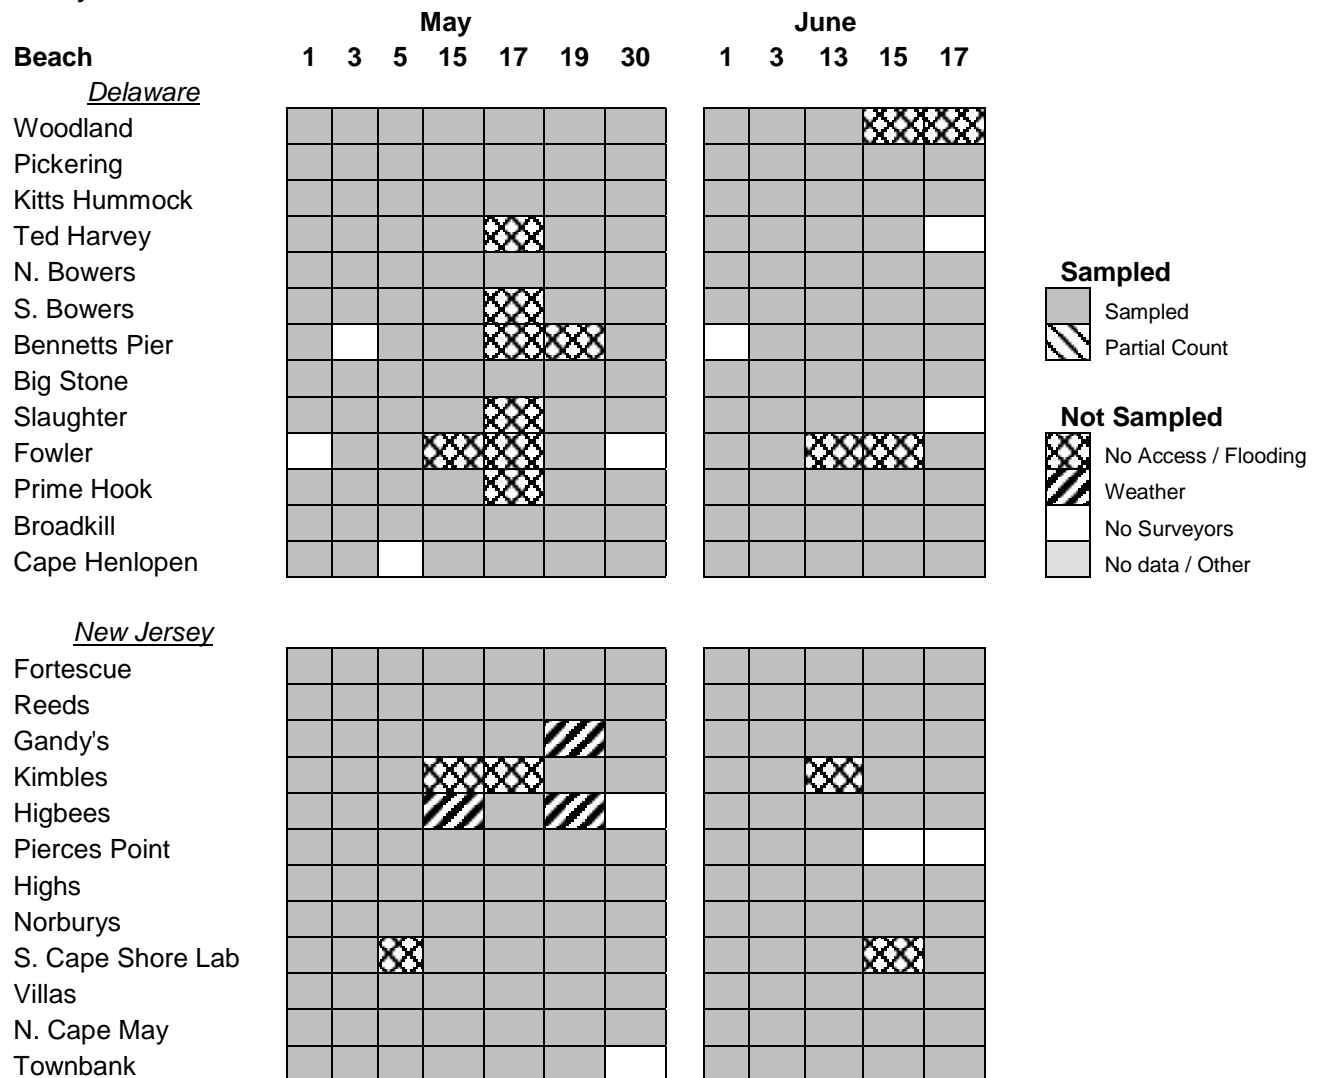 May June
Beach 1 3 5 15 17 19 30 1 3 13 15 17
Delaware
Woodland
Pickering
Kitts Hummock
Ted Harvey
N. Bowers
S. Bowers
Bennetts Pier
Big Stone
Slaughter
Fowler
Prime Hook
Broadkill
Cape Henlopen
Sampled
Sampled
Partial Count
Not Sampled
No Access / Flooding
Weather
No Surveyors
No data / Other
New Jersey
Fortescue
Reeds
Gandy's
Kimbles
Higbees
Pierces Point
Highs
Norburys
S. Cape Shore Lab
Villas
N. Cape May
Townbank